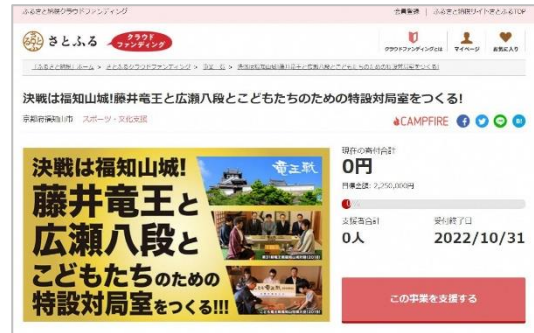 ふるさと納税クラウドファンディング
会員登録 | ふるさと納税サイトさとふるTOP
さとふる クラウドファンディング
クラウドファンディングとは マイページ お気に入り
決戦は福知山城!藤井竜王と広瀬八段とこどもたちのための特設対局室をつくる!
京都府福知山市 スポーツ・文化支援
CAMPFIRE
決戦は福知山城!
藤井竜王と
広瀬八段と
こどもたちのための
特設対局室をつくる!!!
竜王戦
現在の寄付合計
0円
目標金額: 2,250,000円
支援者合計
0人
受付終了日
2022/10/31
この事業を支援する